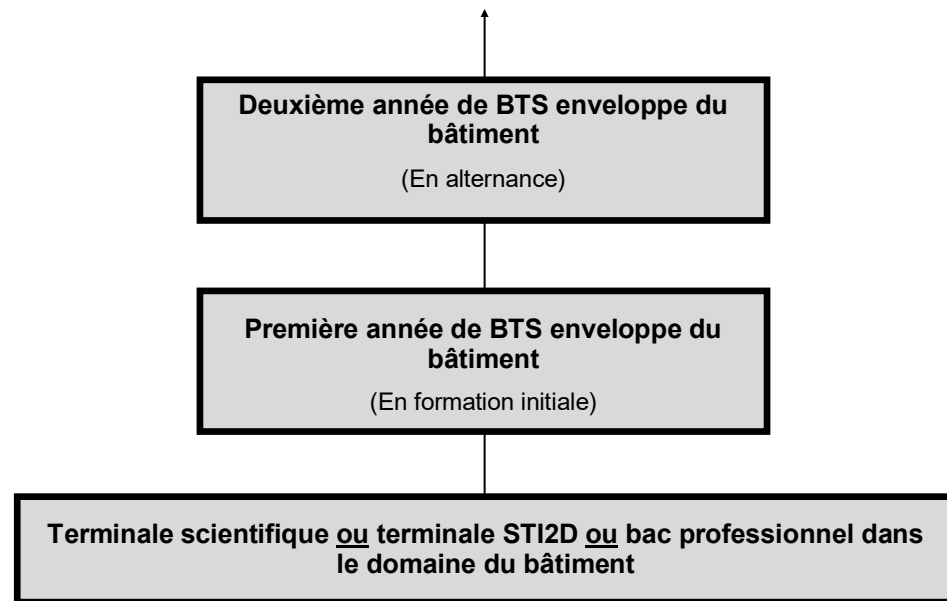 Deuxième année de BTS enveloppe du
bâtiment
(En alternance)
Première année de BTS enveloppe du
bâtiment
(En formation initiale)
Terminale scientifique ou terminale STI2D ou bac professionnel dans
le domaine du bâtiment